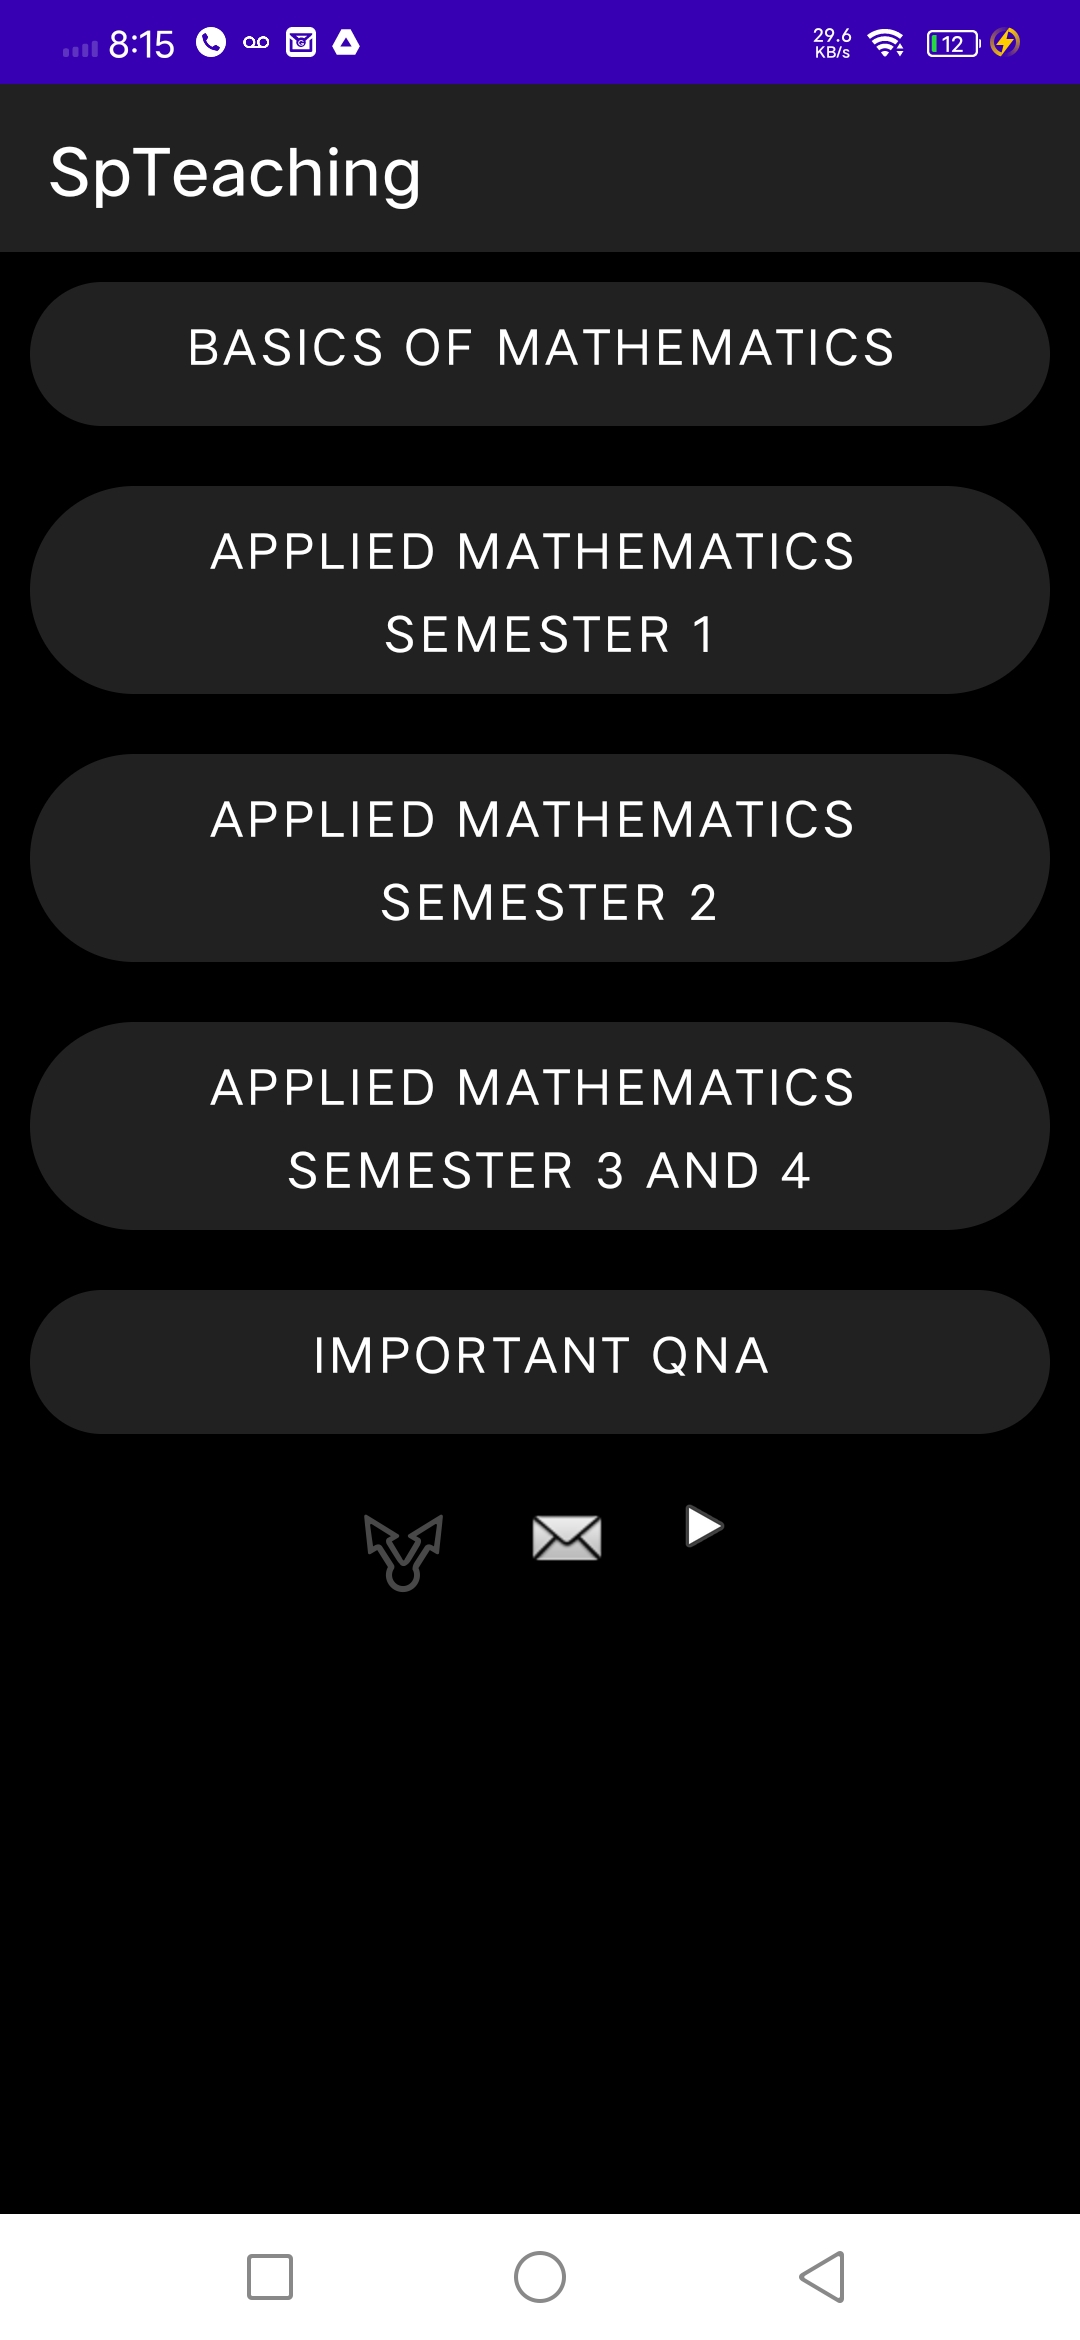 8:15
29.6
KB/s
12
SpTeaching
BASICS OF MATHEMATICS
APPLIED MATHEMATICS
SEMESTER 1
APPLIED MATHEMATICS
SEMESTER 2
APPLIED MATHEMATICS
SEMESTER 3 AND 4
IMPORTANT QNA